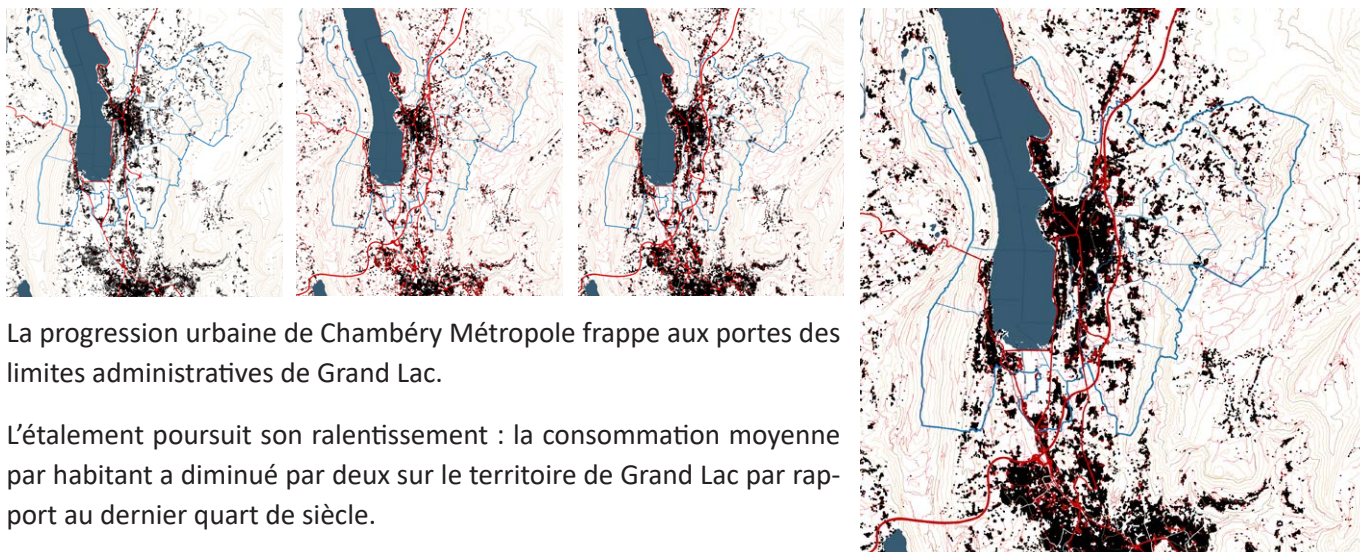 La progression urbaine de Chambéry Métropole frappe aux portes des
limites administratives de Grand Lac.
L’étalement poursuit son ralentissement : la consommation moyenne
par habitant a diminué par deux sur le territoire de Grand Lac par rap-
port au dernier quart de siècle.